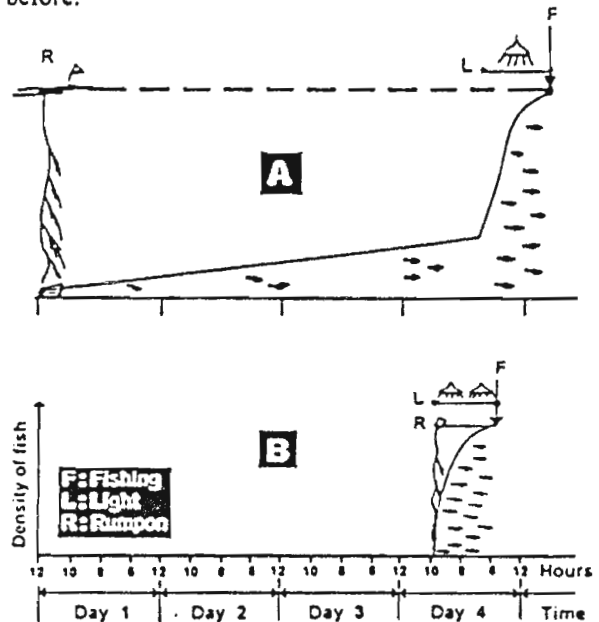 before.
F
R
L
A
F
L
R
B
Density of fish
F: Fishing
L: Light
R: Rumpon
12 10 8 6 12 10 8 6 12 10 8 6 12 10 8 6 12 Hours
Day 1 Day 2 Day 3 Day 4 Time